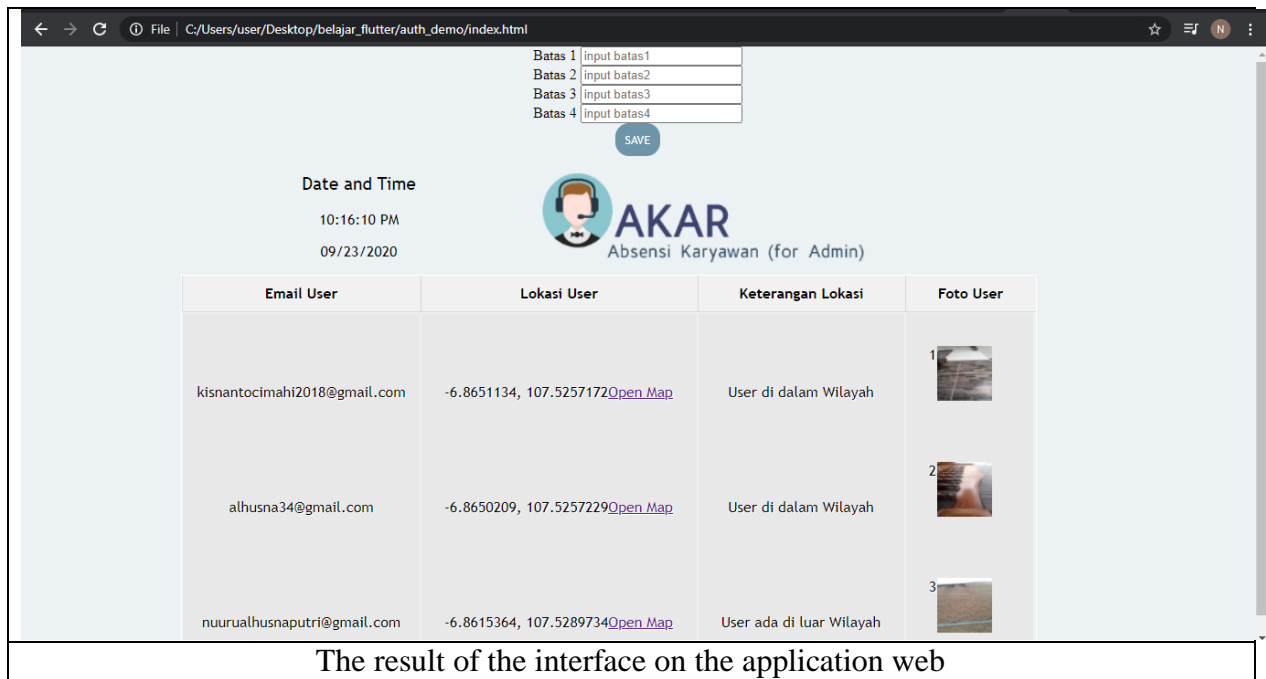 File C:/Users/user/Desktop/belajar_flutter/auth_demo/index.html N
Batas 1 input batas1
Batas 2 input batas2
Batas 3 input batas3
Batas 4 input batas4
SAVE
Date and Time
10:16:10 PM
09/23/2020
AKAR
Absensi Karyawan (for Admin)
Email User Lokasi User Keterangan Lokasi Foto User
1
kisnantocimahi2018@gmail.com -6.8651134, 107.5257172Open Map User di dalam Wilayah
2
alhusna34@gmail.com -6.8650209, 107.5257229Open Map User di dalam Wilayah
3
nuurualhusnaputri@gmail.com -6.8615364, 107.5289734Open Map User ada di luar Wilayah
The result of the interface on the application web